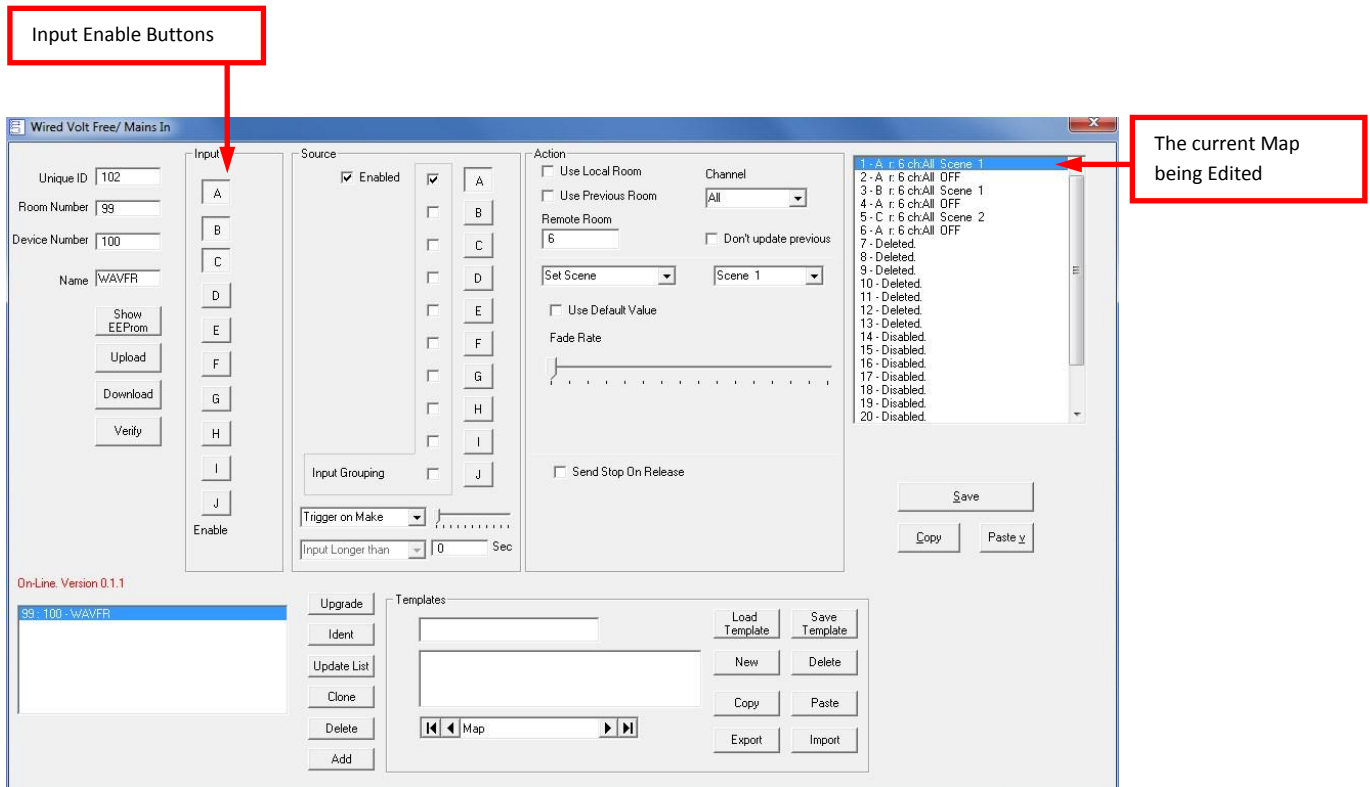 Input Enable Buttons
The current Map
being Edited
Wired Volt Free/ Mains In
Unique ID 102
Room Number 99
Device Number 100
Name WAVFR
Show
EEProm
Upload
Download
Verify
Input
A
B
C
D
E
F
G
H
I
J
Enable
Source
Enabled
A
B
C
D
E
F
G
H
I
J
Input Grouping
Trigger on Make
Input Longer than 0 Sec
Action
Use Local Room
Use Previous Room
Channel
All
Remote Room
6
Don't update previous
Set Scene
Scene 1
Use Default Value
Fade Rate
Send Stop On Release
1 - A r: 6 ch:All Scene 1
2 - A r: 6 ch:All OFF
3 - B r: 6 ch:All Scene 1
4 - A r: 6 ch:All OFF
5 - C r: 6 ch:All Scene 2
6 - A r: 6 ch:All OFF
7 - Deleted.
8 - Deleted.
9 - Deleted.
10 - Deleted.
11 - Deleted.
12 - Deleted.
13 - Deleted.
14 - Disabled.
15 - Disabled.
16 - Disabled.
17 - Disabled.
18 - Disabled.
19 - Disabled.
20 - Disabled.
Save
Copy
Paste v
On-Line. Version 0.1.1
99 : 100 - WAVFR
Upgrade
Ident
Update List
Clone
Delete
Add
Templates
Map
Load
Template
Save
Template
New
Delete
Copy
Paste
Export
Import